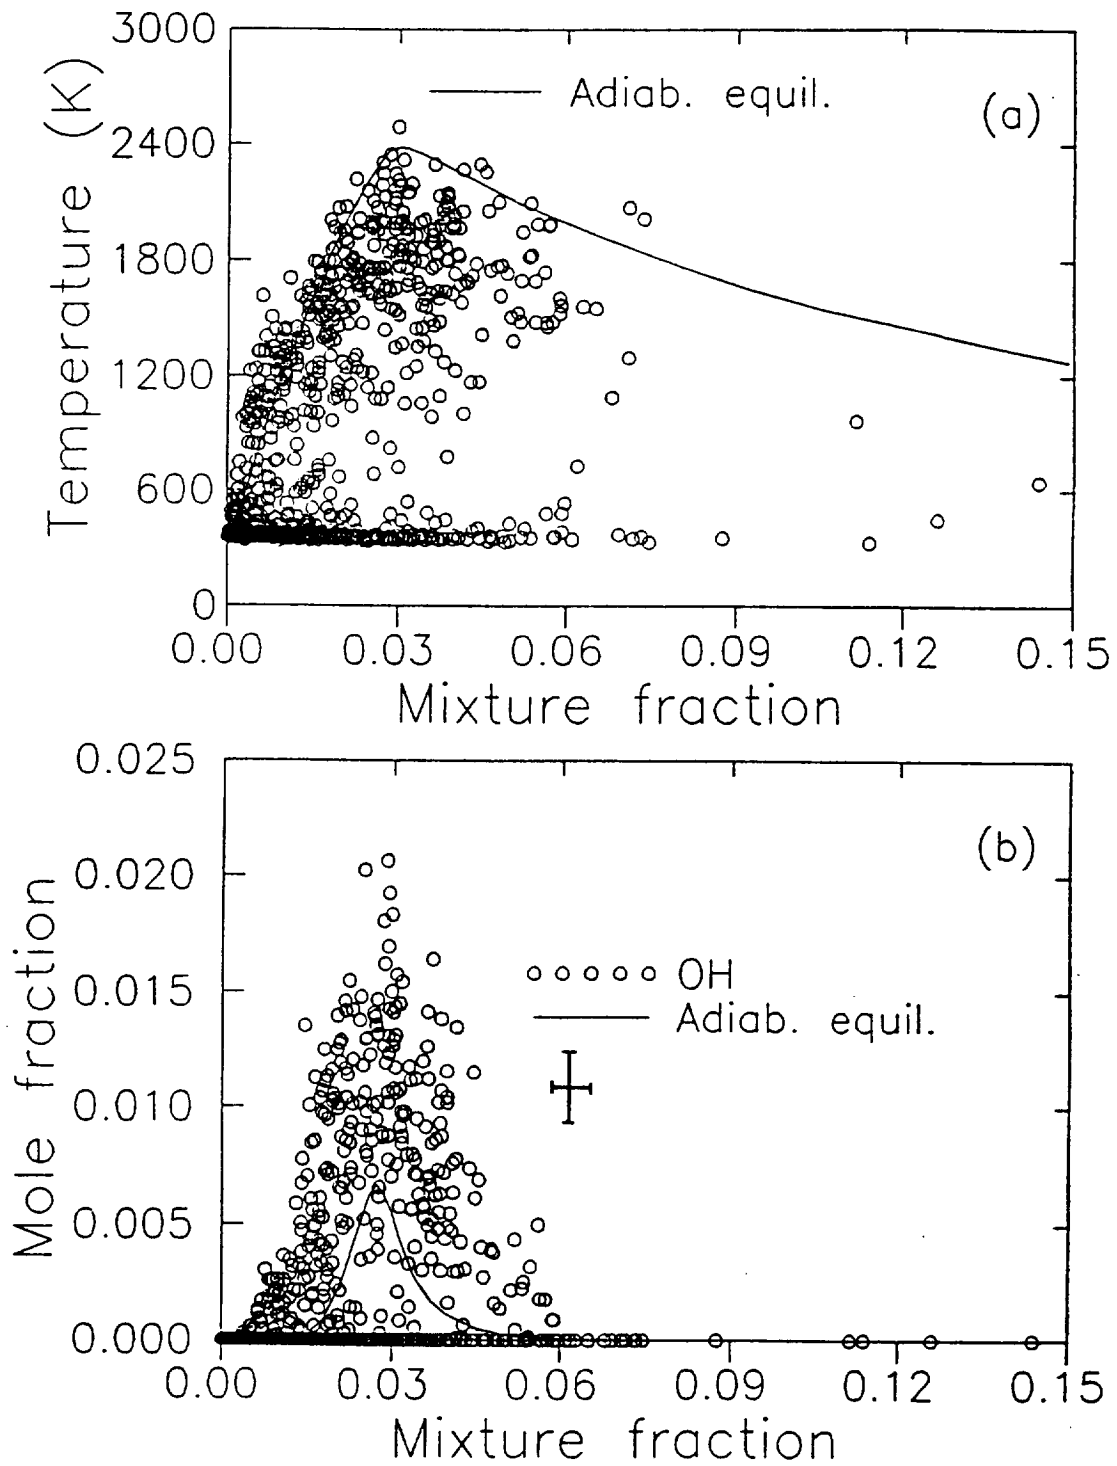 3000
Adiab. equil.
(a)
2400
1800
1200
600
0
Temperature (K)
0.00 0.03 0.06 0.09 0.12 0.15
Mixture fraction
0.025
(b)
0.020
OH
0.015
Adiab. equil.
0.010
0.005
0.000
Mole fraction
0.00 0.03 0.06 0.09 0.12 0.15
Mixture fraction